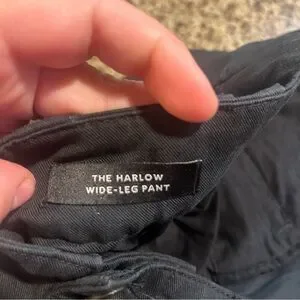 THE HARLOW
WIDE-LEG PANT